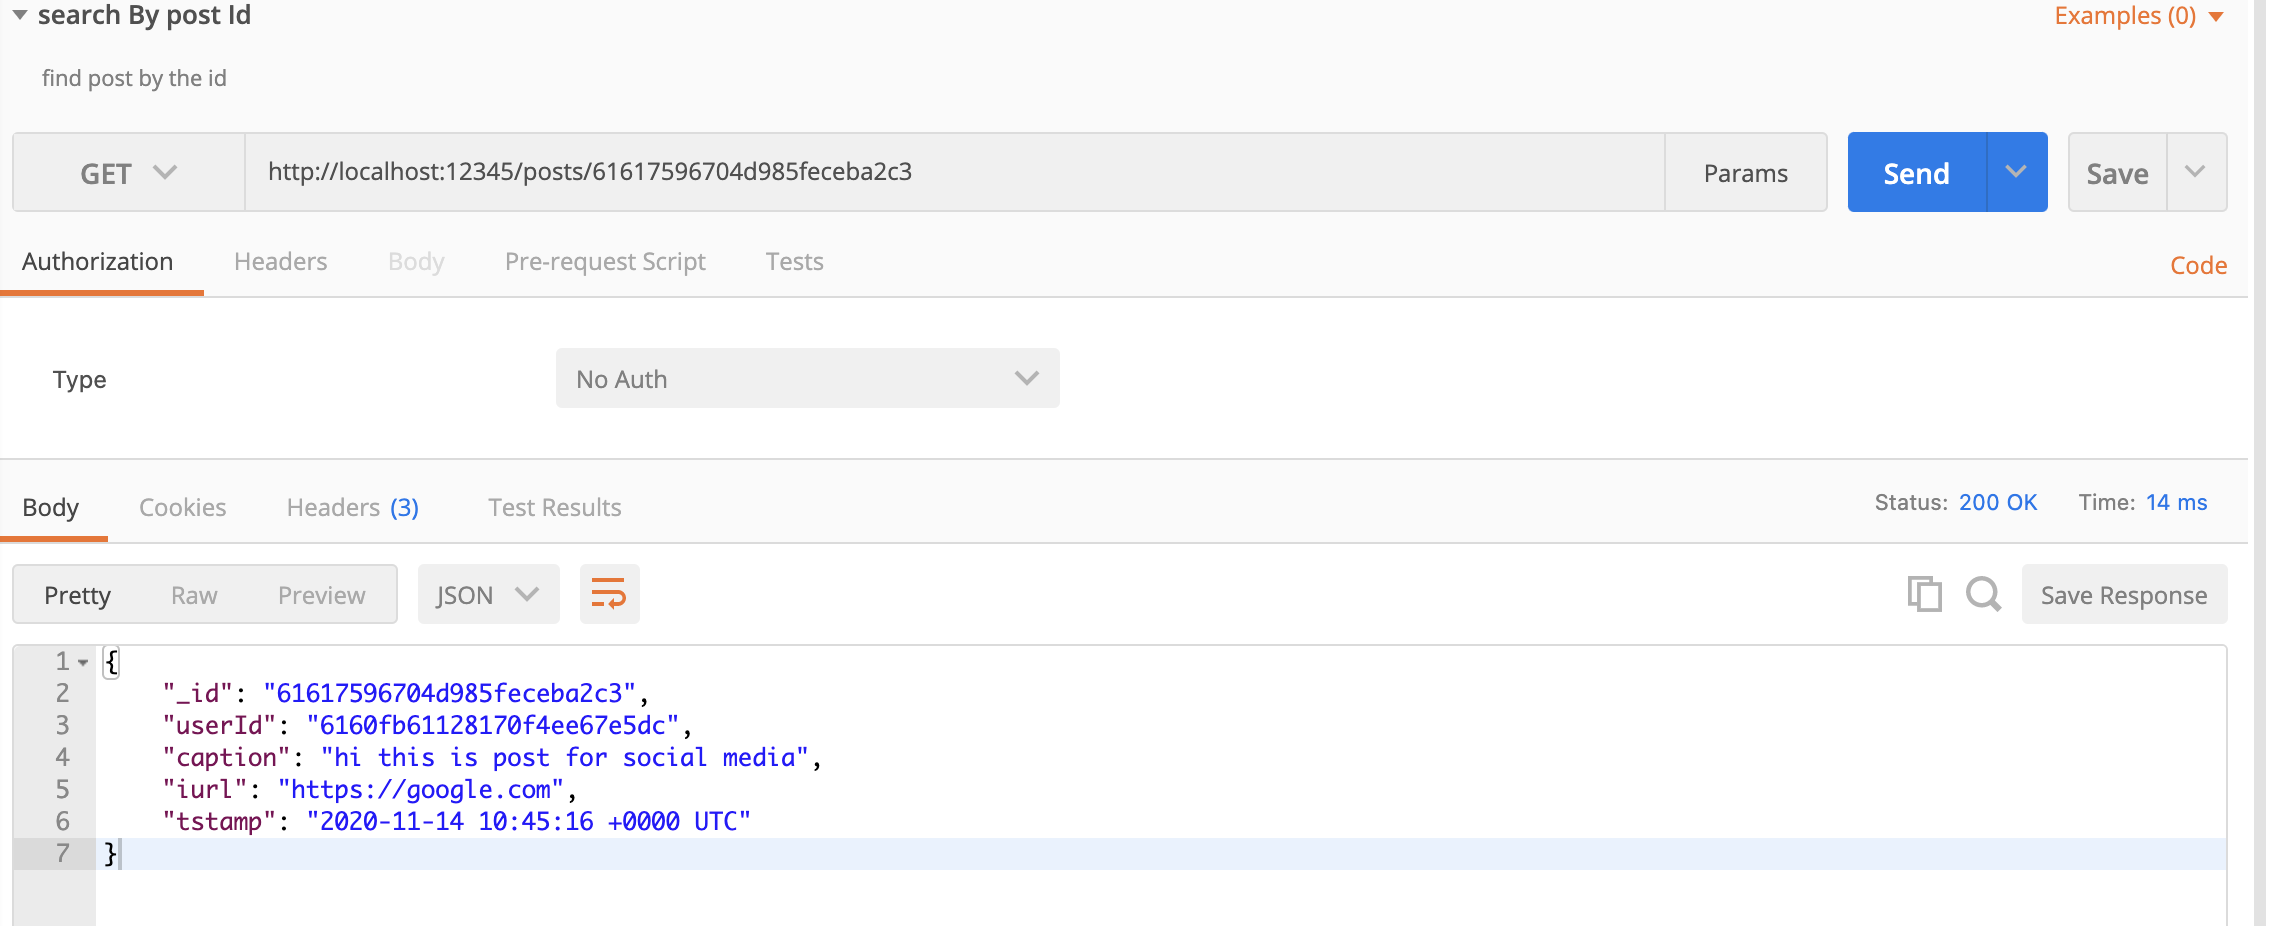 search By post Id
Examples (0)
find post by the id
GET http://localhost:12345/posts/61617596704d985feceba2c3 Params Send Save
Authorization Headers Body Pre-request Script Tests Code
Type No Auth
Body Cookies Headers (3) Test Results Status: 200 OK Time: 14 ms
Pretty Raw Preview JSON Save Response
1 {
2 "_id": "61617596704d985feceba2c3",
3 "userId": "6160fb61128170f4ee67e5dc",
4 "caption": "hi this is post for social media",
5 "iurl": "https://google.com",
6 "tstamp": "2020-11-14 10:45:16 +0000 UTC"
7 }